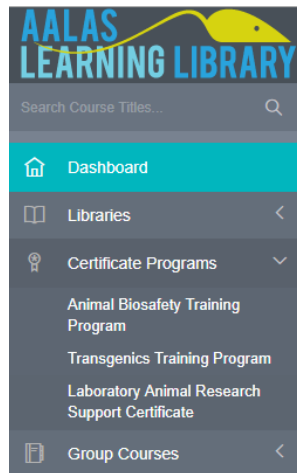 AALAS
LEARNING LIBRARY
Search Course Titles...
Dashboard
Libraries
Certificate Programs
Animal Biosafety Training
Program
Transgenics Training Program
Laboratory Animal Research
Support Certificate
Group Courses